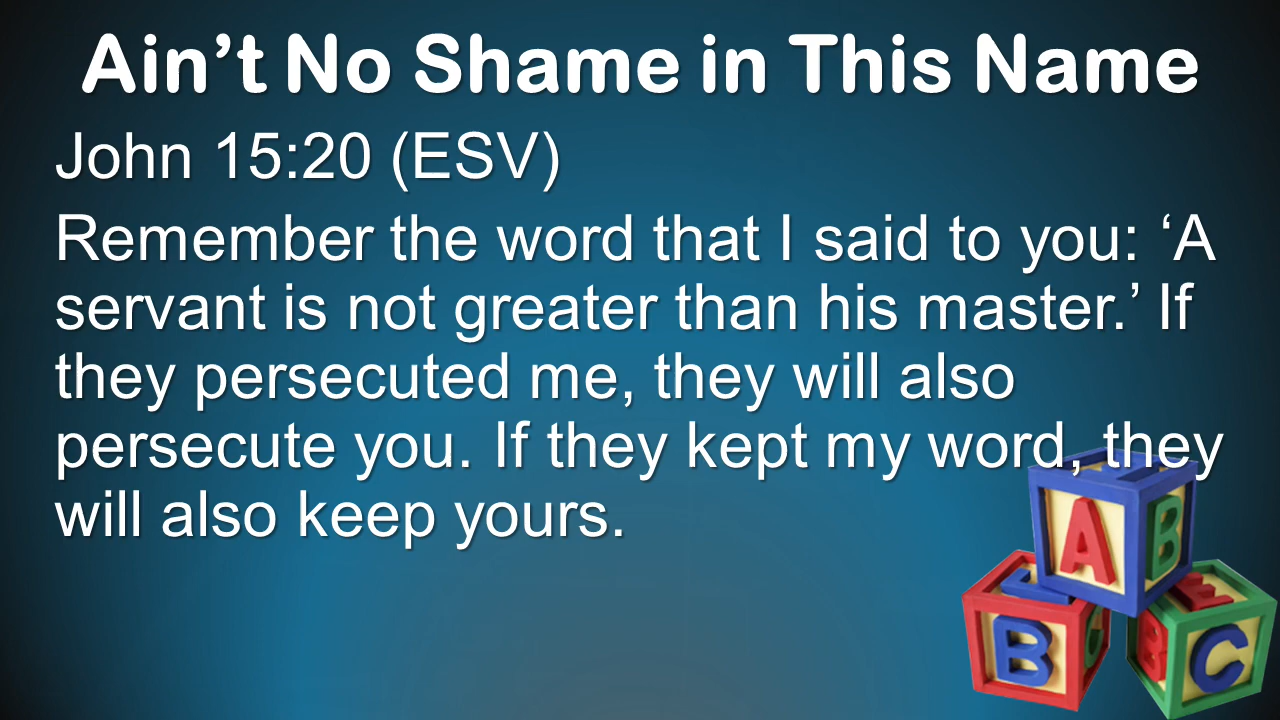 Ain’t No Shame in This Name
John 15:20 (ESV)
Remember the word that I said to you: ‘A
servant is not greater than his master.’ If
they persecuted me, they will also
persecute you. If they kept my word, they
will also keep yours.
A B
B C
B E C